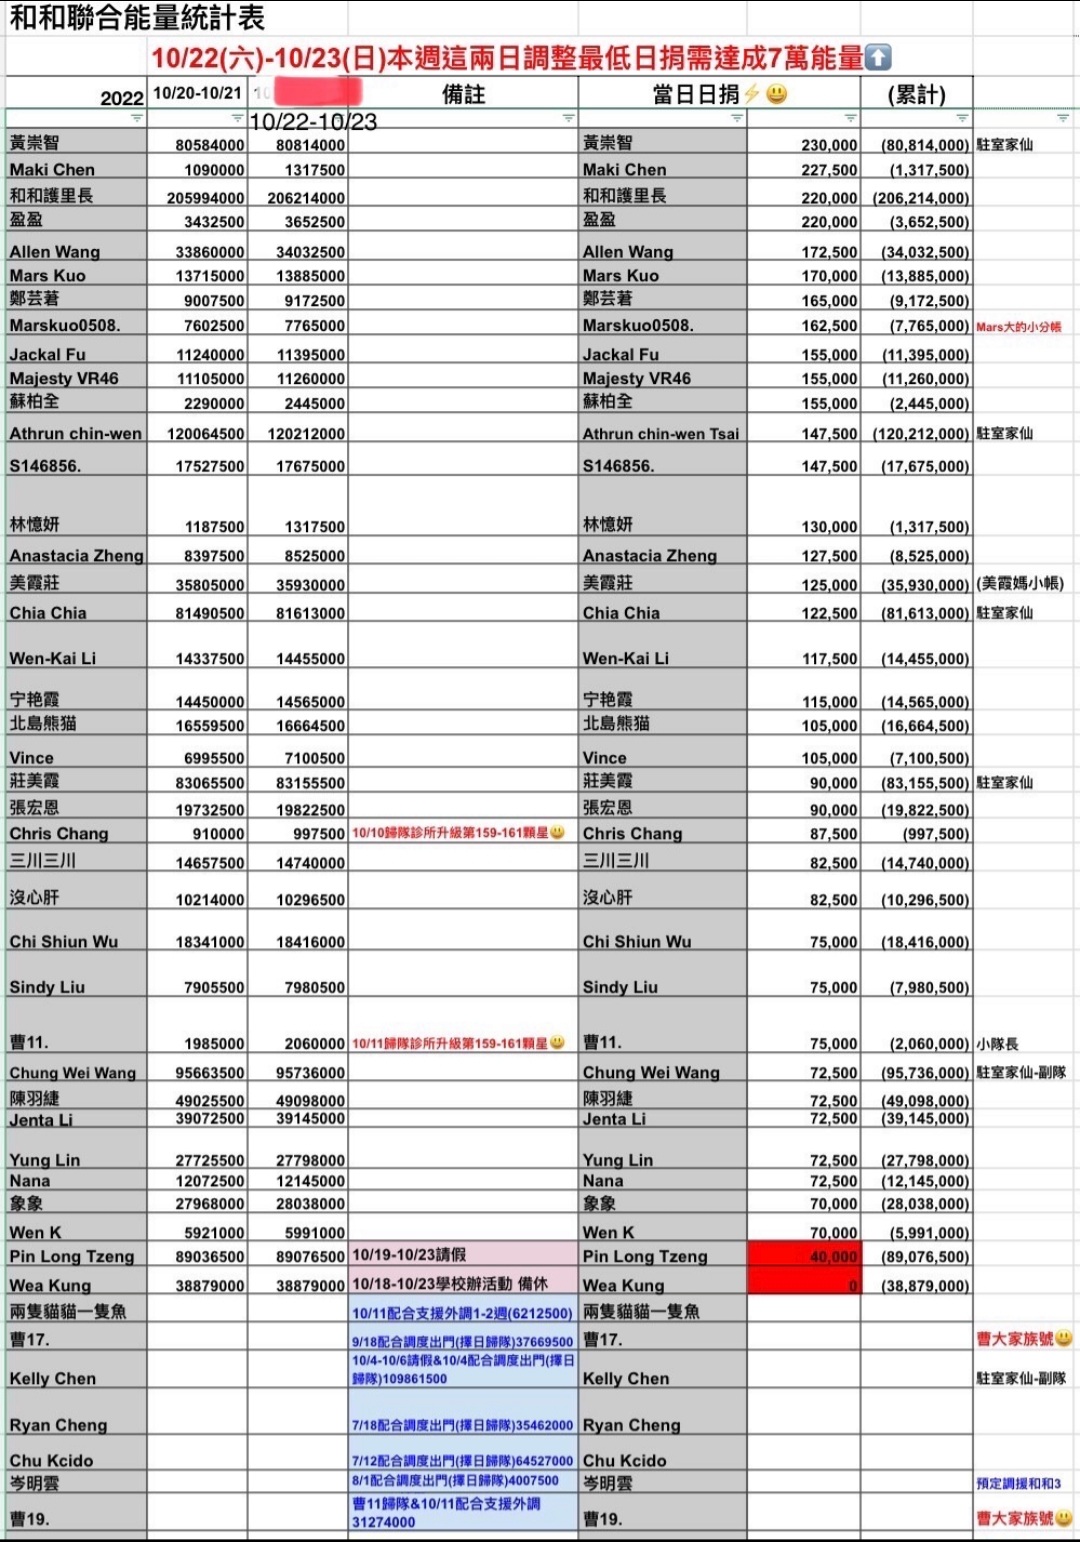 和和聯合能量統計表
10/22(六)-10/23(日)本週這兩日調整最低日捐需達成7萬能量⬆️
2022 10/20-10/21 10 備註 當日日捐⚡😃 (累計)
10/22-10/23
黃崇智 80584000 80814000 黃崇智 230,000 (80,814,000) 駐室家仙
Maki Chen 1090000 1317500 Maki Chen 227,500 (1,317,500)
和和護里長 205994000 206214000 和和護里長 220,000 (206,214,000)
盈盈 3432500 3652500 盈盈 220,000 (3,652,500)
Allen Wang 33860000 34032500 Allen Wang 172,500 (34,032,500)
Mars Kuo 13715000 13885000 Mars Kuo 170,000 (13,885,000)
鄭芸著 9007500 9172500 鄭芸著 165,000 (9,172,500)
Marskuo0508. 7602500 7765000 Marskuo0508. 162,500 (7,765,000) Mars大的小分帳
Jackal Fu 11240000 11395000 Jackal Fu 155,000 (11,395,000)
Majesty VR46 11105000 11260000 Majesty VR46 155,000 (11,260,000)
蘇柏全 2290000 2445000 蘇柏全 155,000 (2,445,000)
Athrun chin-wen 120064500 120212000 Athrun chin-wen Tsai 147,500 (120,212,000) 駐室家仙
S146856. 17527500 17675000 S146856. 147,500 (17,675,000)
林憶妍 1187500 1317500 林憶妍 130,000 (1,317,500)
Anastacia Zheng 8397500 8525000 Anastacia Zheng 127,500 (8,525,000)
美霞莊 35805000 35930000 美霞莊 125,000 (35,930,000) (美霞媽小帳)
Chia Chia 81490500 81613000 Chia Chia 122,500 (81,613,000) 駐室家仙
Wen-Kai Li 14337500 14455000 Wen-Kai Li 117,500 (14,455,000)
宁艳霞 14450000 14565000 宁艳霞 115,000 (14,565,000)
北島熊猫 16559500 16664500 北島熊猫 105,000 (16,664,500)
Vince 6995500 7100500 Vince 105,000 (7,100,500)
莊美霞 83065500 83155500 莊美霞 90,000 (83,155,500) 駐室家仙
張宏恩 19732500 19822500 張宏恩 90,000 (19,822,500)
Chris Chang 910000 997500 10/10歸隊診所升級第159-161顆星😃 Chris Chang 87,500 (997,500)
三川三川 14657500 14740000 三川三川 82,500 (14,740,000)
沒心肝 10214000 10296500 沒心肝 82,500 (10,296,500)
Chi Shiun Wu 18341000 18416000 Chi Shiun Wu 75,000 (18,416,000)
Sindy Liu 7905500 7980500 Sindy Liu 75,000 (7,980,500)
曹11. 1985000 2060000 10/11歸隊診所升級第159-161顆星😃 曹11. 75,000 (2,060,000) 小隊長
Chung Wei Wang 95663500 95736000 Chung Wei Wang 72,500 (95,736,000) 駐室家仙-副隊
陳羽緁 49025500 49098000 陳羽緁 72,500 (49,098,000)
Jenta Li 39072500 39145000 Jenta Li 72,500 (39,145,000)
Yung Lin 27725500 27798000 Yung Lin 72,500 (27,798,000)
Nana 12072500 12145000 Nana 72,500 (12,145,000)
象象 27968000 28038000 象象 70,000 (28,038,000)
Wen K 5921000 5991000 Wen K 70,000 (5,991,000)
Pin Long Tzeng 89036500 89076500 10/19-10/23請假 Pin Long Tzeng 40,000 (89,076,500)
Wea Kung 38879000 38879000 10/18-10/23學校辦活動 備休 Wea Kung 0 (38,879,000)
兩隻貓貓一隻魚 10/11配合支援外調1-2週(6212500) 兩隻貓貓一隻魚
曹17. 9/18配合調度出門(擇日歸隊)37669500 曹17. 曹大家族號😃
10/4-10/6請假&10/4配合調度出門(擇日
Kelly Chen 歸隊)109861500 Kelly Chen 駐室家仙-副隊
Ryan Cheng 7/18配合調度出門(擇日歸隊)35462000 Ryan Cheng
Chu Kcido 7/12配合調度出門(擇日歸隊)64527000 Chu Kcido
岑明雲 8/1配合調度出門(擇日歸隊)4007500 岑明雲 預定調援和和3
曹11歸隊&10/11配合支援外調
曹19. 31274000 曹19. 曹大家族號😃